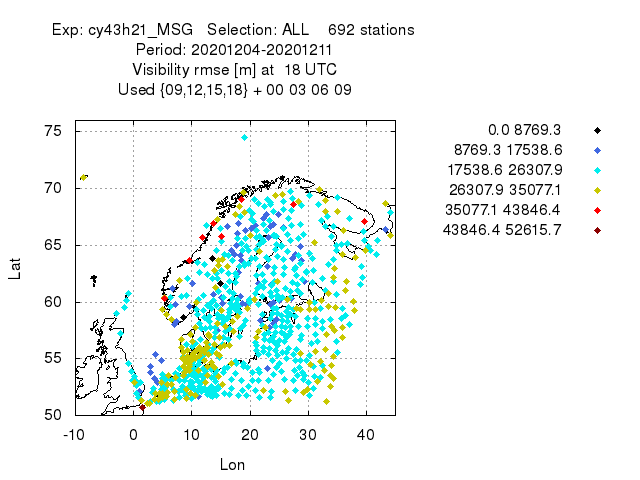 Exp: cy43h21_MSG   Selection: ALL    692 stations
Period: 20201204-20201211
Visibility rmse [m] at  18 UTC
Used {09,12,15,18} + 00 03 06 09
0.0 8769.3
8769.3 17538.6
17538.6 26307.9
26307.9 35077.1
35077.1 43846.4
43846.4 52615.7
75
70
65
60
55
50
Lat
-10 0 10 20 30 40
Lon